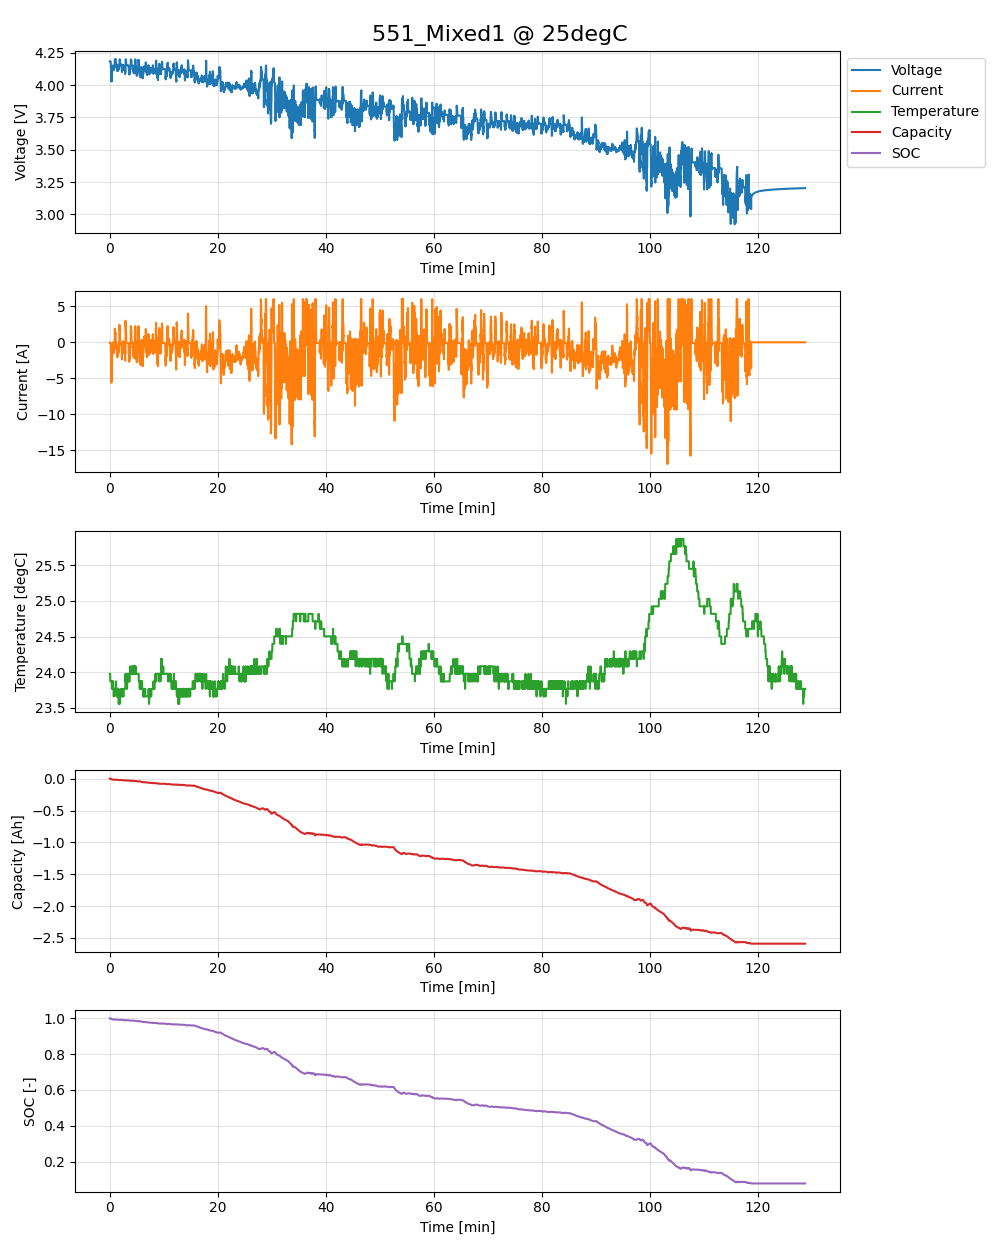 551_Mixed1 @ 25degC
Voltage [V]
4.25
4.00
3.75
3.50
3.25
3.00
0 20 40 60 80 100 120
Time [min]
Voltage
Current
Temperature
Capacity
SOC
Current [A]
5
0
−5
−10
−15
0 20 40 60 80 100 120
Time [min]
Temperature [degC]
25.5
25.0
24.5
24.0
23.5
0 20 40 60 80 100 120
Time [min]
Capacity [Ah]
0.0
−0.5
−1.0
−1.5
−2.0
−2.5
0 20 40 60 80 100 120
Time [min]
SOC [-]
1.0
0.8
0.6
0.4
0.2
0 20 40 60 80 100 120
Time [min]